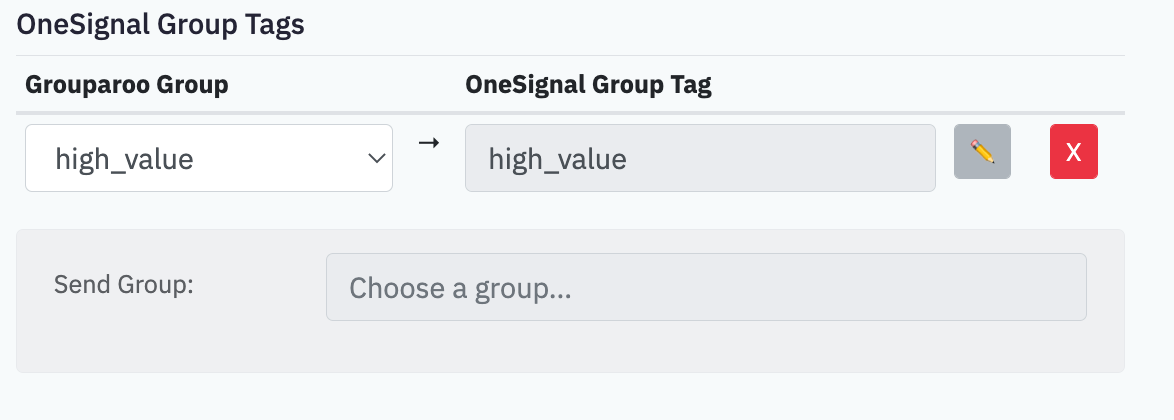 OneSignal Group Tags
Grouparoo Group OneSignal Group Tag
high_value → high_value X
Send Group: Choose a group...